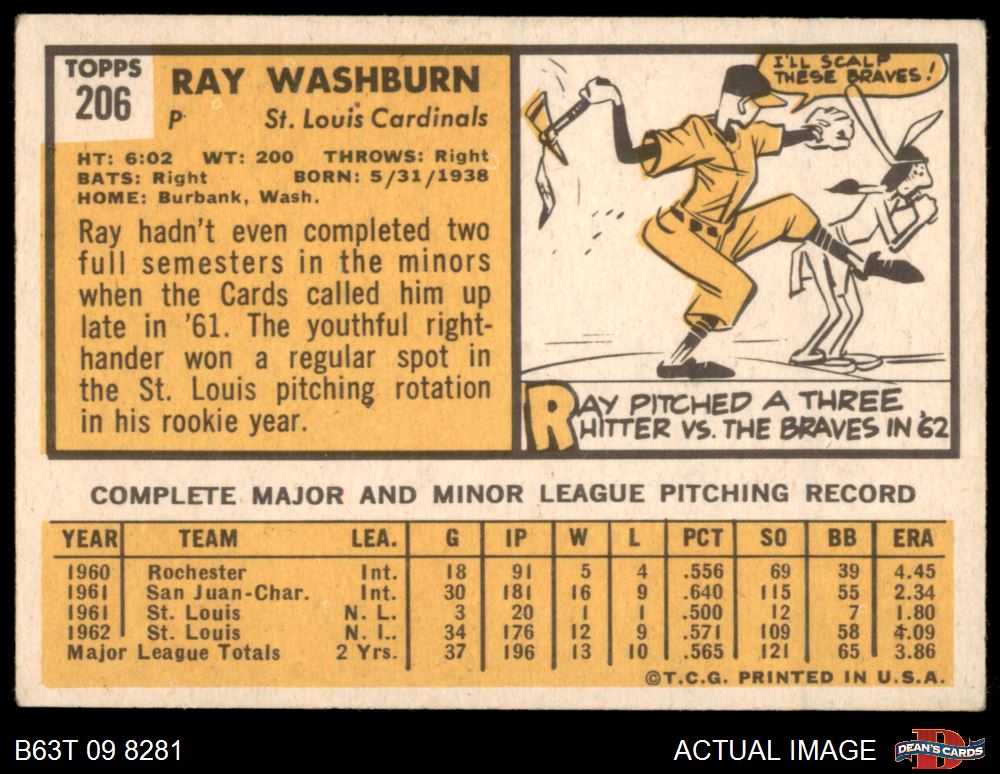 TOPPS
206
RAY WASHBURN
P St. Louis Cardinals
HT: 6:02 WT: 200 THROWS: Right
BATS: Right BORN: 5/31/1938
HOME: Burbank, Wash.
Ray hadn't even completed two
full semesters in the minors
when the Cards called him up
late in '61. The youthful right-
hander won a regular spot in
the St. Louis pitching rotation
in his rookie year.
I'LL SCALP
THESE BRAVES!
RAY PITCHED A THREE
HITTER VS. THE BRAVES IN '62
COMPLETE MAJOR AND MINOR LEAGUE PITCHING RECORD
YEAR TEAM LEA. G IP W L PCT SO BB ERA
1960 Rochester Int. 18 91 5 4 .556 69 39 4.45
1961 San Juan-Char. Int. 30 181 16 9 .640 115 55 2.34
1961 St. Louis N. L. 3 20 1 1 .500 12 7 1.80
1962 St. Louis N. L. 34 176 12 9 .571 109 58 4.09
Major League Totals 2 Yrs. 37 196 13 10 .565 121 65 3.86
©T.C.G. PRINTED IN U.S.A.
B63T 09 8281
ACTUAL IMAGE
D
DEAN'S CARDS